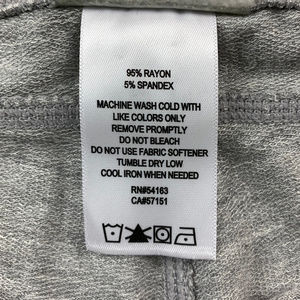 95% RAYON
5% SPANDEX
MACHINE WASH COLD WITH
LIKE COLORS ONLY
REMOVE PROMPTLY
DO NOT BLEACH
DO NOT USE FABRIC SOFTENER
TUMBLE DRY LOW
COOL IRON WHEN NEEDED
RN#54163
CA#57151